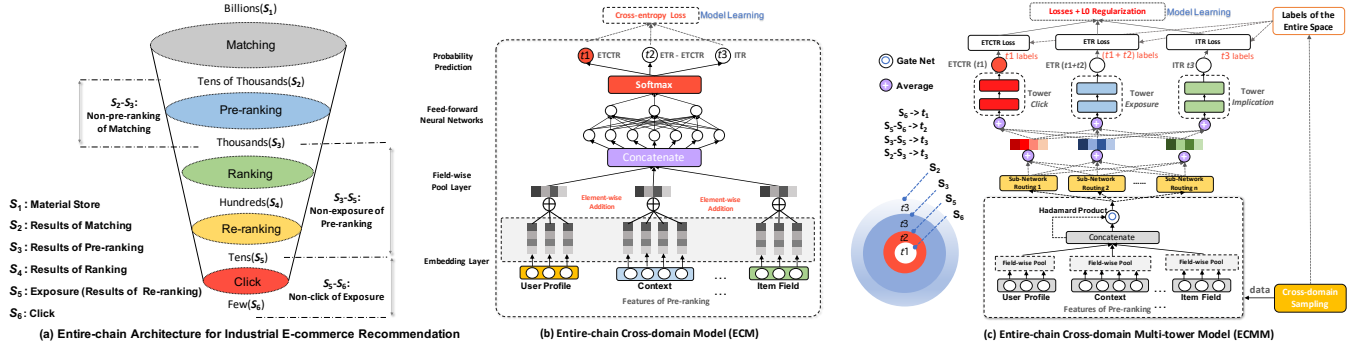 Billions(S1)
Matching
Tens of Thousands(S2)
S2-S3:
Non-pre-ranking
of Matching
Pre-ranking
Thousands(S3)
Ranking
Hundreds(S4)
S3-S5:
Non-exposure of
Pre-ranking
Re-ranking
Tens(S5)
Click
S5-S6:
Non-click of Exposure
Few(S6)
S1 : Material Store
S2 : Results of Matching
S3 : Results of Pre-ranking
S4 : Results of Ranking
S5 : Exposure (Results of Re-ranking)
S6 : Click
(a) Entire-chain Architecture for Industrial E-commerce Recommendation
Cross-entropy Loss
Model Learning
Probability
Prediction
t1 ETCTR
t2 ETR - ETCTR
t3 ITR
Softmax
Feed-forward
Neural Networks
Concatenate
Field-wise
Pool Layer
Element-wise
Addition
Element-wise
Addition
Embedding Layer
User Profile
Context
...
Item Field
Features of Pre-ranking
(b) Entire-chain Cross-domain Model (ECM)
Losses + L0 Regularization
Model Learning
Labels of the
Entire Space
ETCTR Loss
ETR Loss
ITR Loss
t1 labels
(t1 + t2) labels
t3 labels
ETCTR (t1)
ETR (t1+t2)
ITR t3
Gate Net
Average
Tower
Click
Tower
Exposure
Tower
Implication
S6 -> t1
S5-S6 -> t2
S3-S5 -> t3
S2-S3 -> t3
S2
S3
S5
S6
t3
t3
t2
t1
Sub-Network
Routing 1
Sub-Network
Routing 2
......
Sub-Network
Routing n
Hadamard Product
Concatenate
Field-wise Pool
Field-wise Pool
Field-wise Pool
User Profile
Context
...
Item Field
Features of Pre-ranking
data
Cross-domain
Sampling
(c) Entire-chain Cross-domain Multi-tower Model (ECMM)